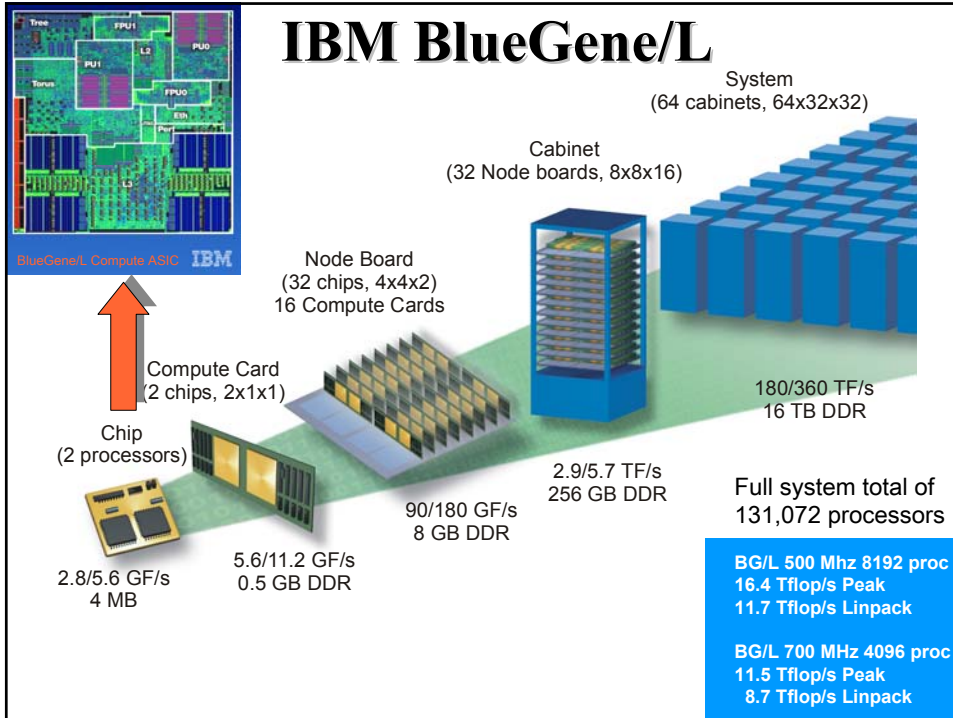 IBM BlueGene/L
Tree
FPU1
PU0
L2
PU1
Torus
FPU0
Eth
L3
BlueGene/L Compute ASIC IBM
System
(64 cabinets, 64x32x32)
Cabinet
(32 Node boards, 8x8x16)
Node Board
(32 chips, 4x4x2)
16 Compute Cards
Compute Card
(2 chips, 2x1x1)
Chip
(2 processors)
180/360 TF/s
16 TB DDR
2.9/5.7 TF/s
256 GB DDR
90/180 GF/s
8 GB DDR
5.6/11.2 GF/s
0.5 GB DDR
2.8/5.6 GF/s
4 MB
Full system total of
131,072 processors
BG/L 500 Mhz 8192 proc
16.4 Tflop/s Peak
11.7 Tflop/s Linpack
BG/L 700 MHz 4096 proc
11.5 Tflop/s Peak
8.7 Tflop/s Linpack